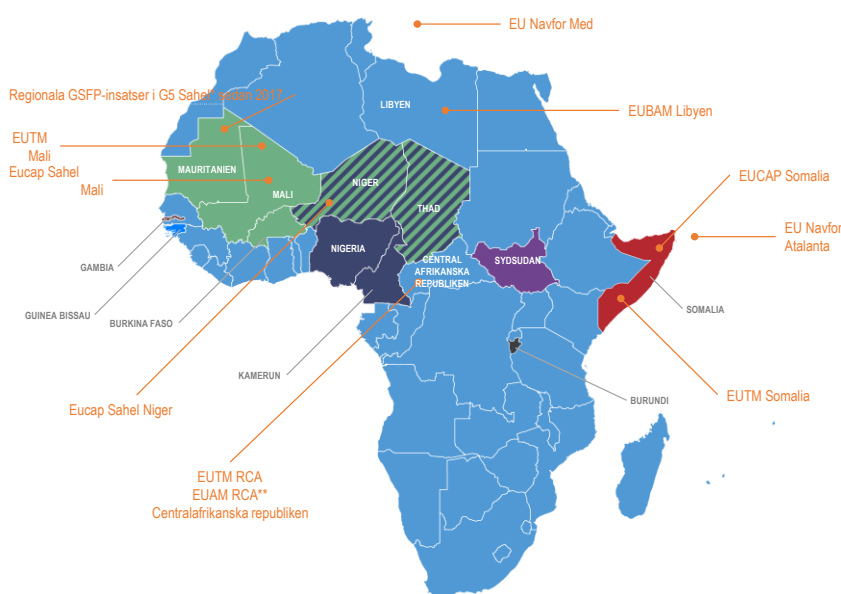 EU Navfor Med
Regionala GSFP-insatser i G5 Sahel* sedan 2017
LIBYEN
EUBAM Libyen
EUTM
Mali
Eucap Sahel
Mali
MAURITANIEN
MALI
NIGER
THAD
EUCAP Somalia
EU Navfor
Atalanta
NIGERIA
CENTRAL
AFRIKANSKA
REPUBLIKEN
SYDSUDAN
GAMBIA
GUINEA BISSAU
BURKINA FASO
SOMALIA
KAMERUN
BURUNDI
EUTM Somalia
Eucap Sahel Niger
EUTM RCA
EUAM RCA**
Centralafrikanska republiken